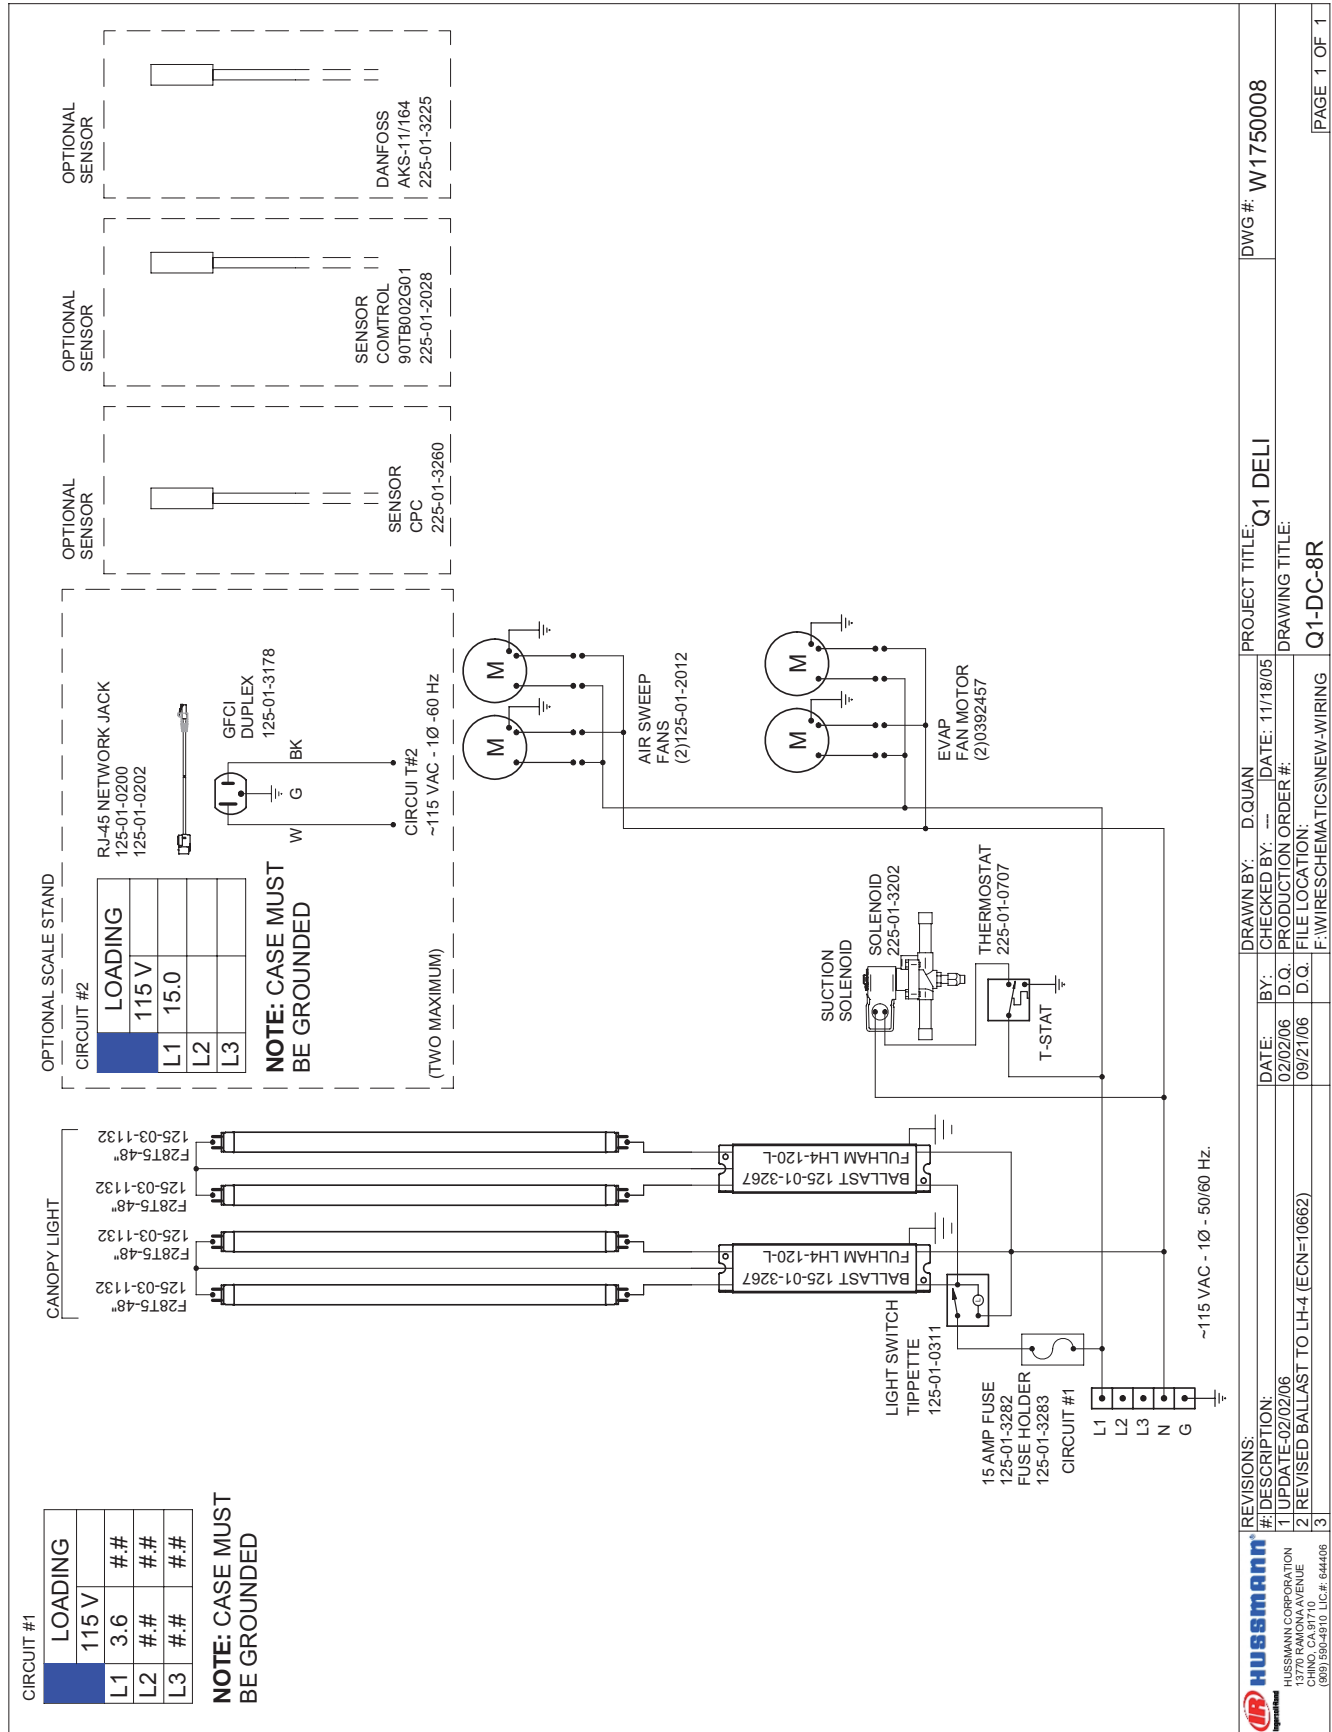 CIRCUIT #1
LOADING
115 V
L1 3.6 #.#
L2 #.# #.#
L3 #.# #.#
NOTE: CASE MUST
BE GROUNDED
CANOPY LIGHT
F28T5-48"
125-03-1132
F28T5-48"
125-03-1132
F28T5-48"
125-03-1132
F28T5-48"
125-03-1132
BALLAST 125-01-3267
FULHAM LH4-120-L
BALLAST 125-01-3267
FULHAM LH4-120-L
LIGHT SWITCH
TIPPETTE
125-01-0311
L
15 AMP FUSE
125-01-3282
FUSE HOLDER
125-01-3283
CIRCUIT #1
L1
L2
L3
N
G
~115 VAC - 1Ø - 50/60 Hz.
OPTIONAL SCALE STAND
CIRCUIT #2
LOADING
115 V
L1 15.0
L2
L3
NOTE: CASE MUST
BE GROUNDED
(TWO MAXIMUM)
RJ-45 NETWORK JACK
125-01-0200
125-01-0202
GFCI
DUPLEX
125-01-3178
W
G
BK
CIRCUI T#2
~115 VAC - 1Ø -60 Hz
SUCTION
SOLENOID
SOLENOID
225-01-3202
THERMOSTAT
225-01-0707
T-STAT
M
M
AIR SWEEP
FANS
(2)125-01-2012
M
M
EVAP
FAN MOTOR
(2)0392457
OPTIONAL
SENSOR
SENSOR
CPC
225-01-3260
OPTIONAL
SENSOR
SENSOR
COMTROL
90TB002G01
225-01-2028
OPTIONAL
SENSOR
DANFOSS
AKS-11/164
225-01-3225
IR
Ingersoll-Rand
HUSSMANN
HUSSMANN CORPORATION
13770 RAMONA AVENUE
CHINO, CA.91710
(909) 590-4910 LIC.#: 644406
REVISIONS:
#: DESCRIPTION: DATE: BY:
1 UPDATE-02/02/06 02/02/06 D.Q.
2 REVISED BALLAST TO LH-4 (ECN=10662) 09/21/06 D.Q.
3
DRAWN BY: D.QUAN
CHECKED BY: --- DATE: 11/18/05
PRODUCTION ORDER #:
FILE LOCATION:
F:\WIRESCHEMATICS\NEW-WIRING
PROJECT TITLE:
Q1 DELI
DRAWING TITLE:
Q1-DC-8R
DWG #: W1750008
PAGE 1 OF 1